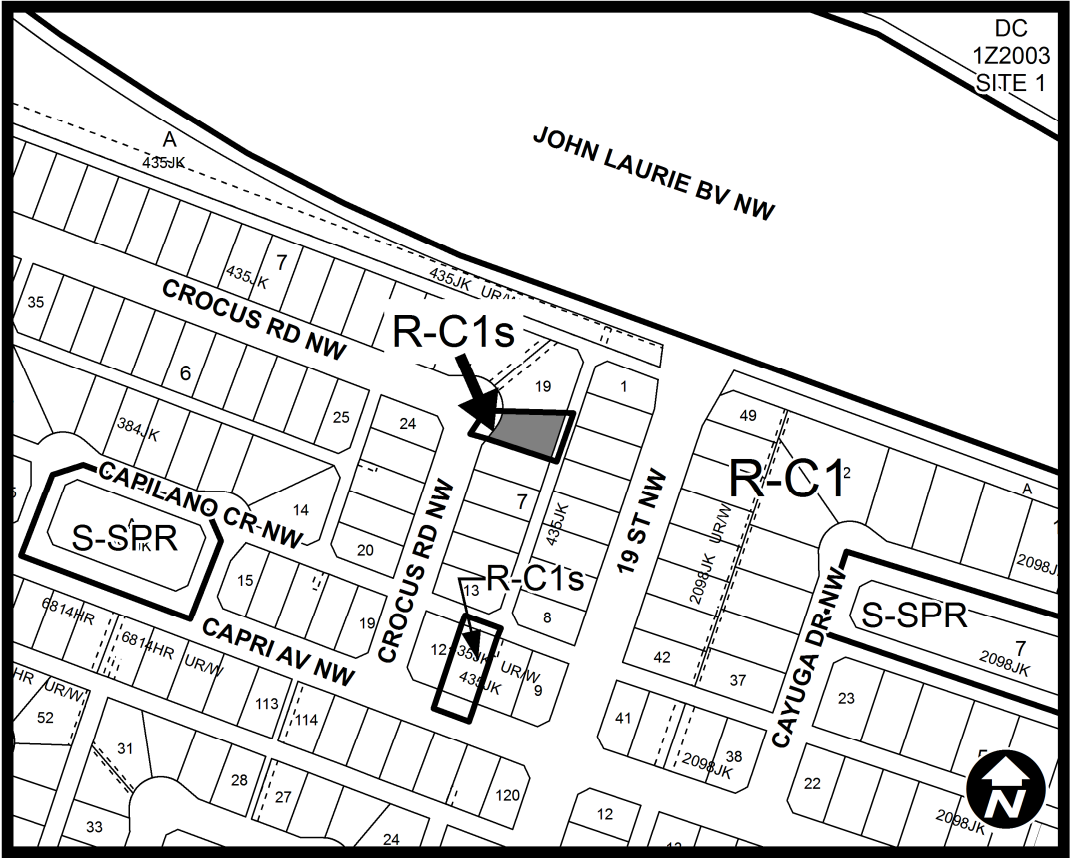 DC
1Z2003
SITE 1
A
435JK
JOHN LAURIE BV NW
7
435JK
435JK
35
CROCUS RD NW
R-C1s
6
19
1
25
24
49
384JK
R-C1
2
CAPILANO CR NW
14
7
A
S-SPR
435JK
19 ST NW
2098JK UR/W
20
CROCUS RD NW
15
13
R-C1s
CAYUGA DR NW
S-SPR
6814HR
19
8
7
2098JK
6814HR UR/W
CAPRI AV NW
12
435JK
435JK
UR/W
9
42
37
HR UR/W
52
113
114
41
23
31
38
2098JK
28
27
120
22
N
33
24
12
2098JK